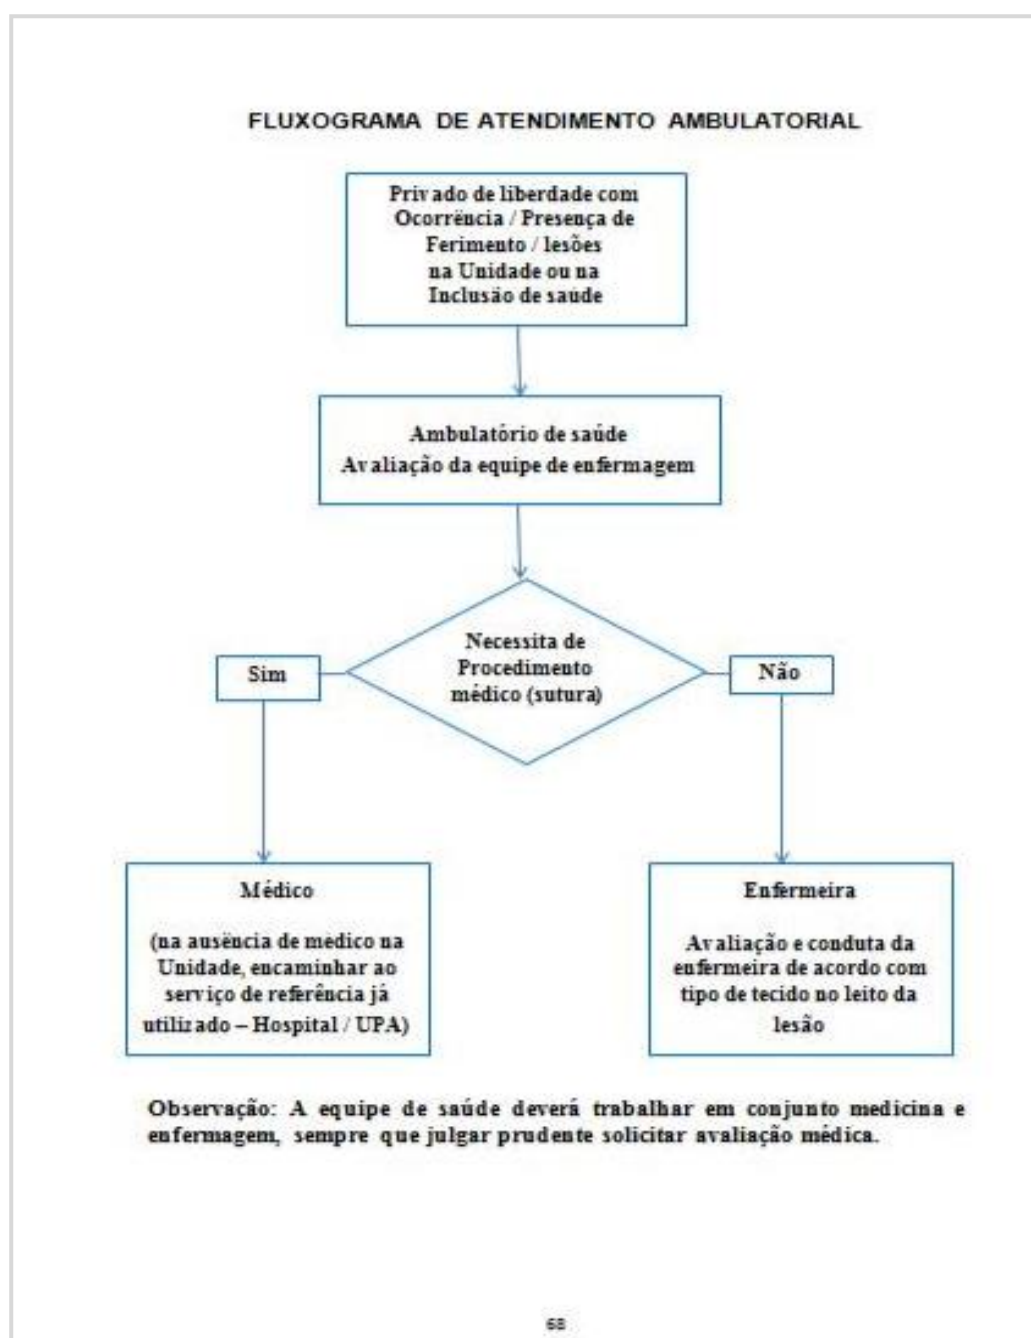 FLUXOGRAMA DE ATENDIMENTO AMBULATORIAL
Privado de liberdade com
Ocorrência / Presença de
Ferimento / lesões
na Unidade ou na
Inclusão de saúde
Ambulatório de saúde
Avaliação da equipe de enfermagem
Necessita de
Procedimento
médico (sutura)
Sim
Não
Médico
(na ausência de médico na
Unidade, encaminhar ao
serviço de referência já
utilizado – Hospital / UPA)
Enfermeira
Avaliação e conduta da
enfermeira de acordo com
tipo de tecido no leito da
lesão
Observação: A equipe de saúde deverá trabalhar em conjunto medicina e
enfermagem, sempre que julgar prudente solicitar avaliação médica.
68